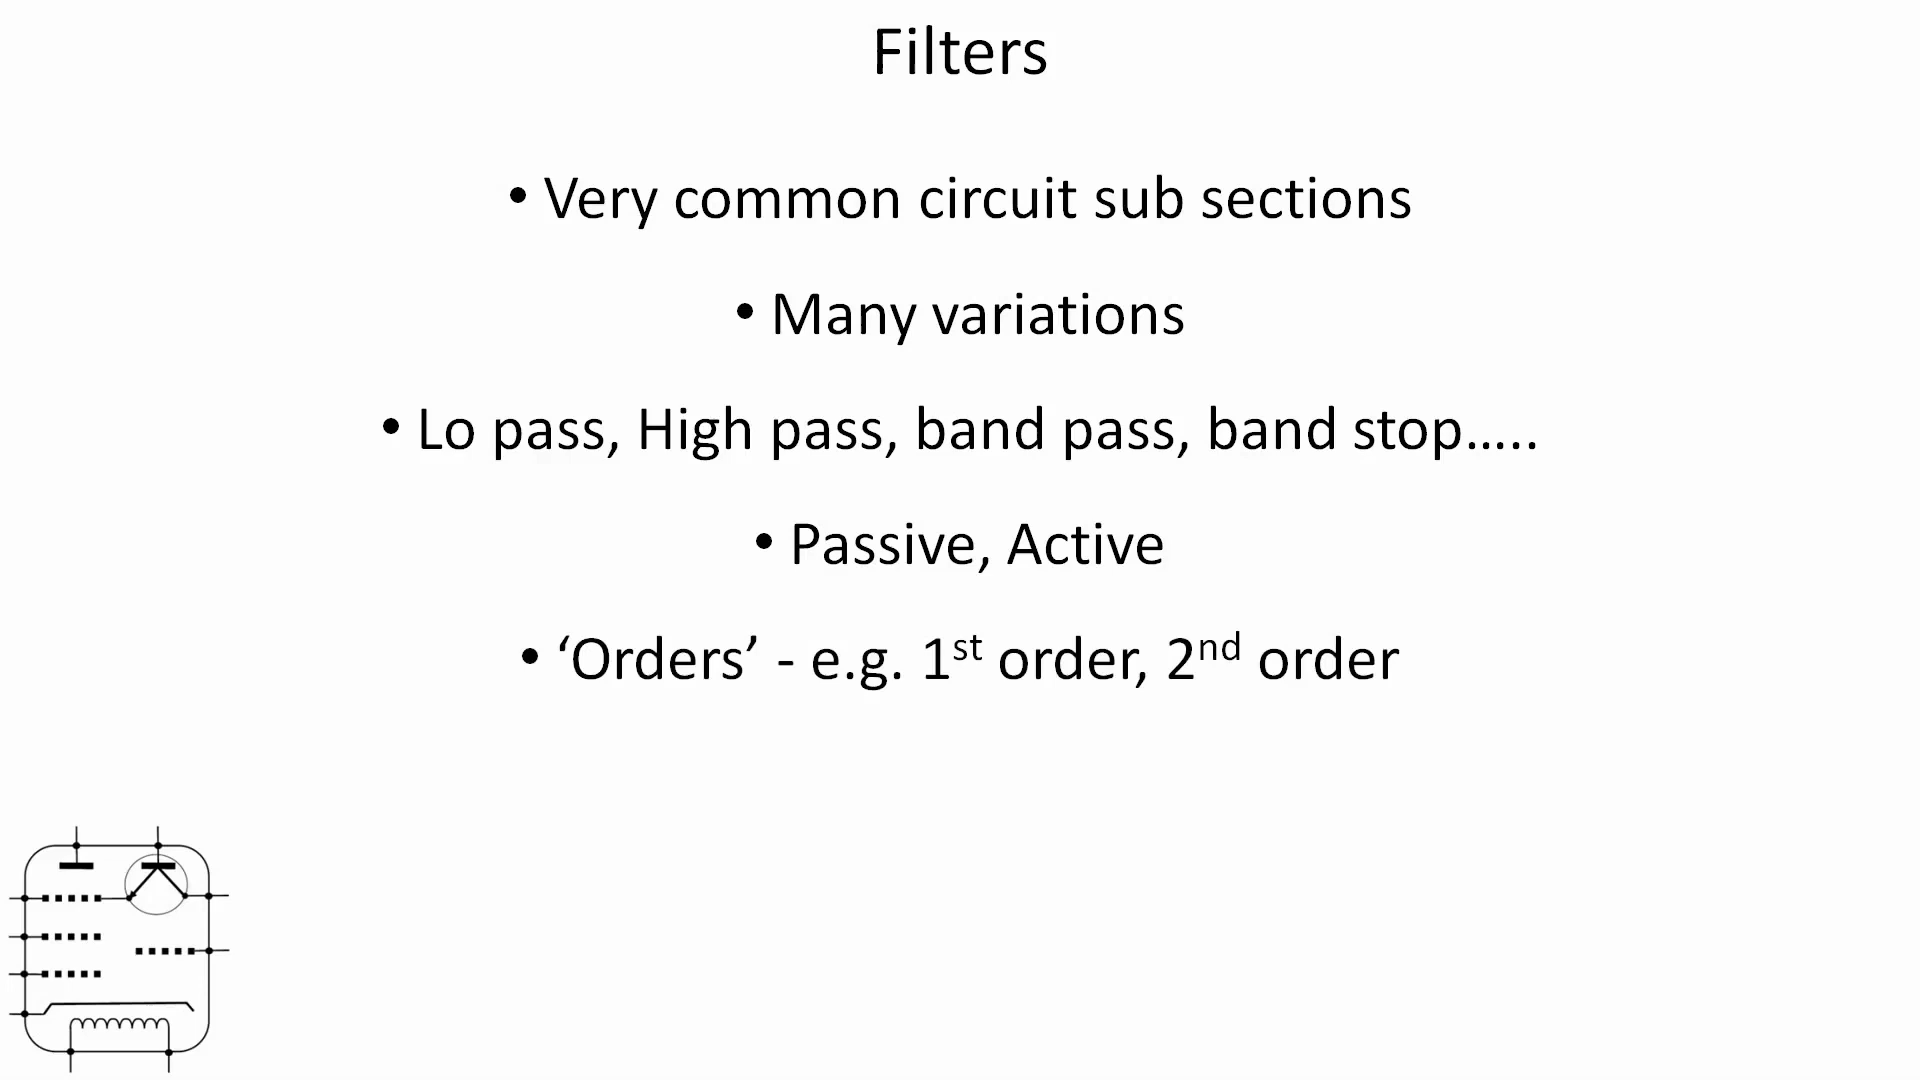 Filters
• Very common circuit sub sections
• Many variations
• Lo pass, High pass, band pass, band stop…..
• Passive, Active
• ‘Orders’ - e.g. 1st order, 2nd order